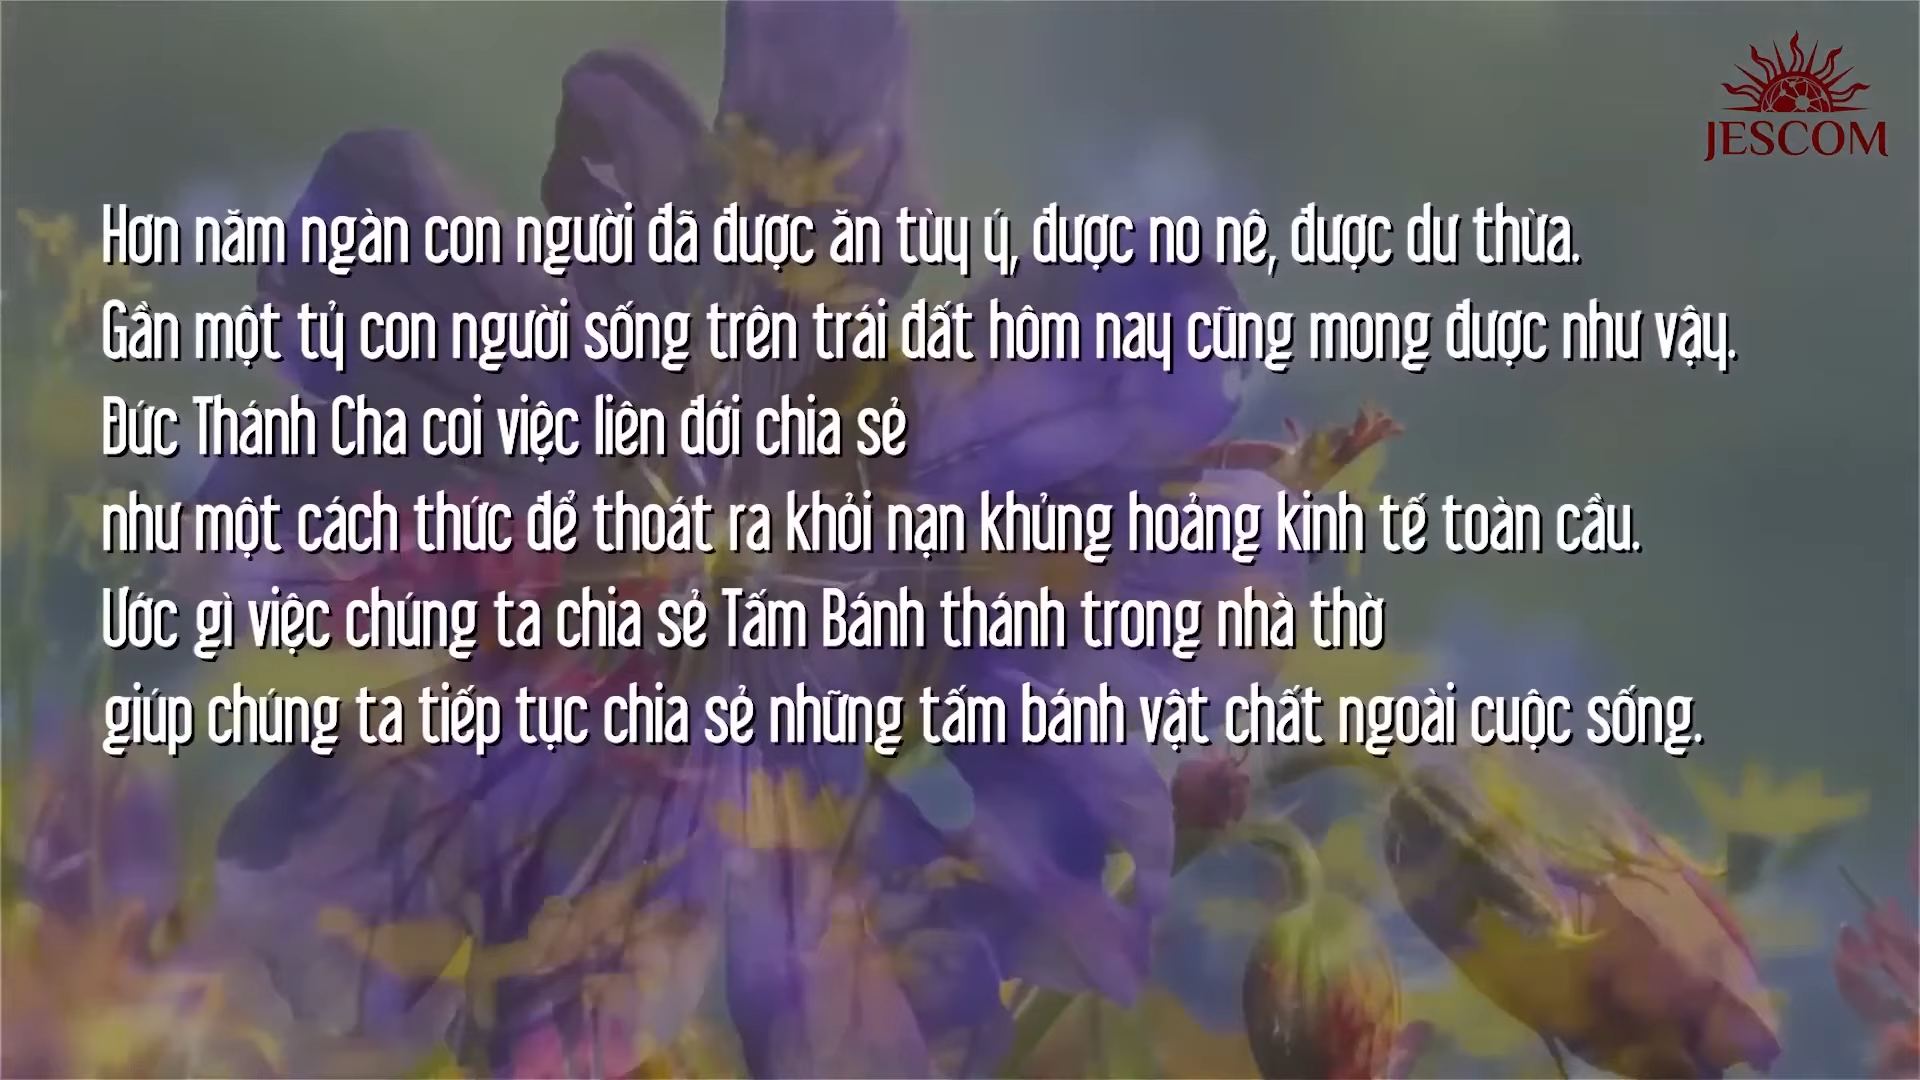 JESCOM
Hơn năm ngàn con người đã được ăn tùy ý, được no nê, được dư thừa.
Gần một tỷ con người sống trên trái đất hôm nay cũng mong được như vậy.
Đức Thánh Cha coi việc liên đới chia sẻ
như một cách thức để thoát ra khỏi nạn khủng hoảng kinh tế toàn cầu.
Ước gì việc chúng ta chia sẻ Tấm Bánh thánh trong nhà thờ
giúp chúng ta tiếp tục chia sẻ những tấm bánh vật chất ngoài cuộc sống.